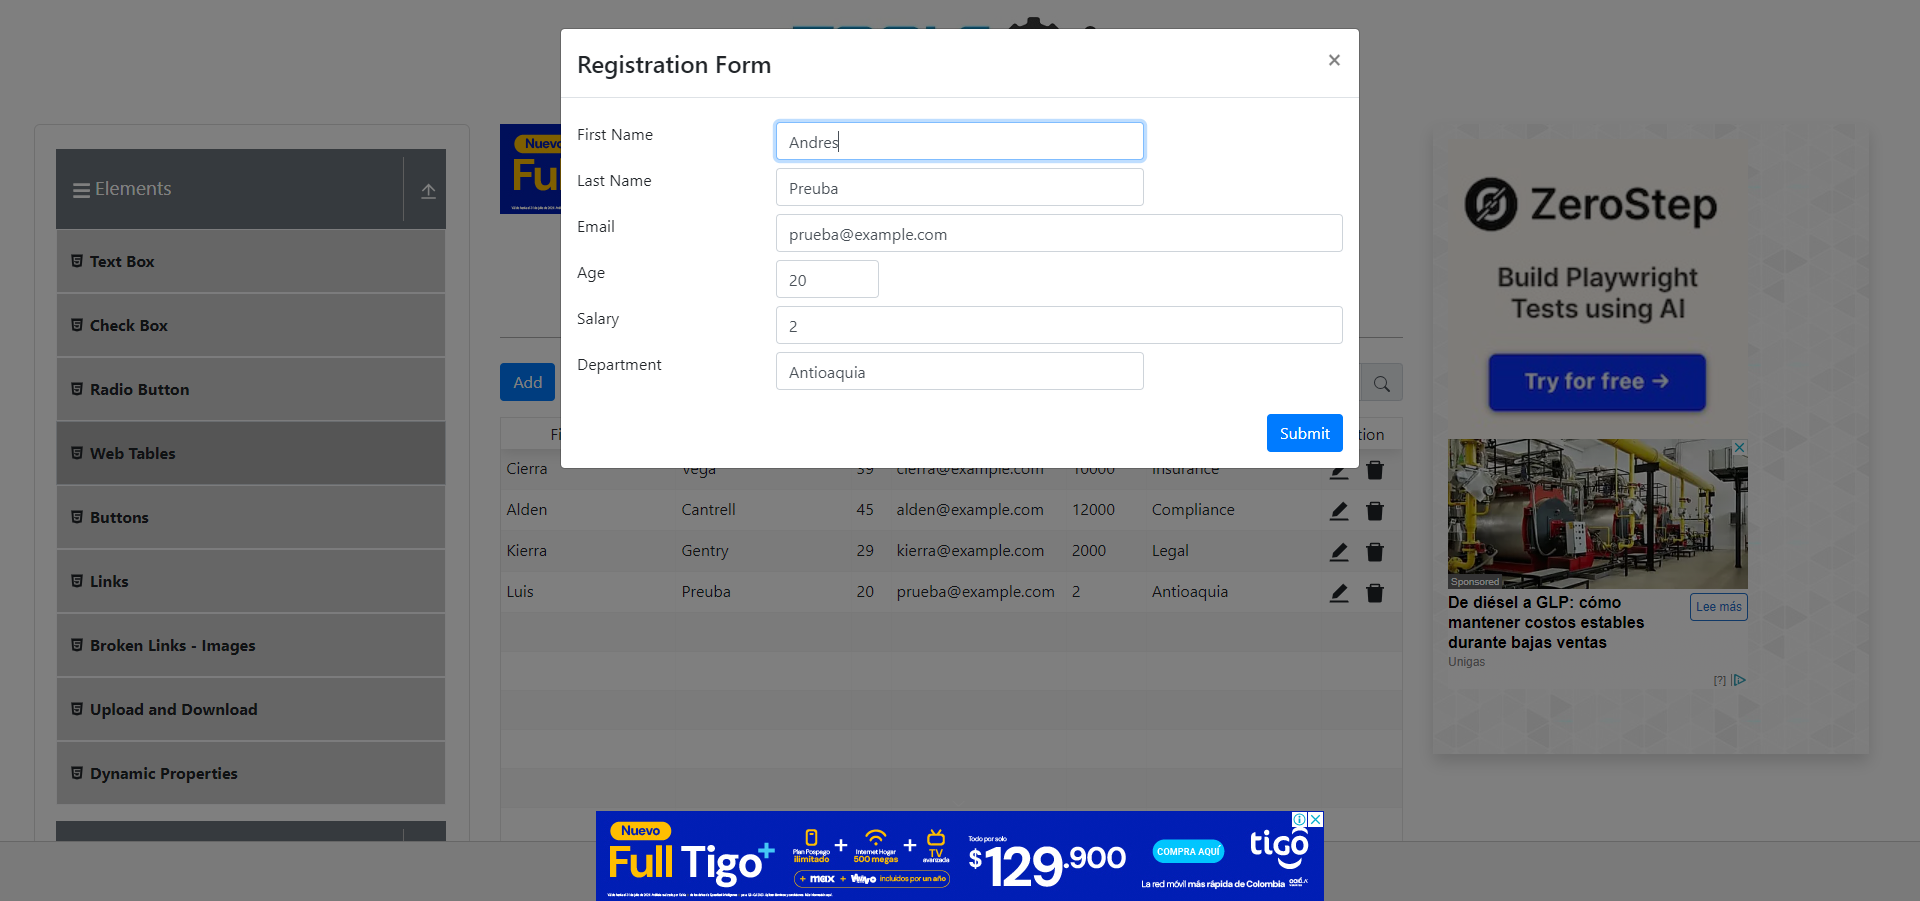 Registration Form
×
First Name
Andres
Last Name
Preuba
Email
prueba@example.com
Age
20
Salary
2
Department
Antioaquia
Submit
Elements
Text Box
Check Box
Radio Button
Web Tables
Buttons
Links
Broken Links - Images
Upload and Download
Dynamic Properties
Nuevo
Add
Cierra Vega 39 cierra@example.com 10000 Insurance
Alden Cantrell 45 alden@example.com 12000 Compliance
Kierra Gentry 29 kierra@example.com 2000 Legal
Luis Preuba 20 prueba@example.com 2 Antioaquia
ZeroStep
Build Playwright
Tests using AI
Try for free →
Sponsored
De diésel a GLP: cómo
mantener costos estables
durante bajas ventas
Lee más
Unigas
[?]
Nuevo
Full Tigo+
Plan Pospago
ilimitado
+
Internet Hogar
500 megas
+
TV
avanzada
+ max + incluidos por un año
Todo por solo
$129.900
COMPRA AQUÍ
tigo
La red móvil más rápida de Colombia